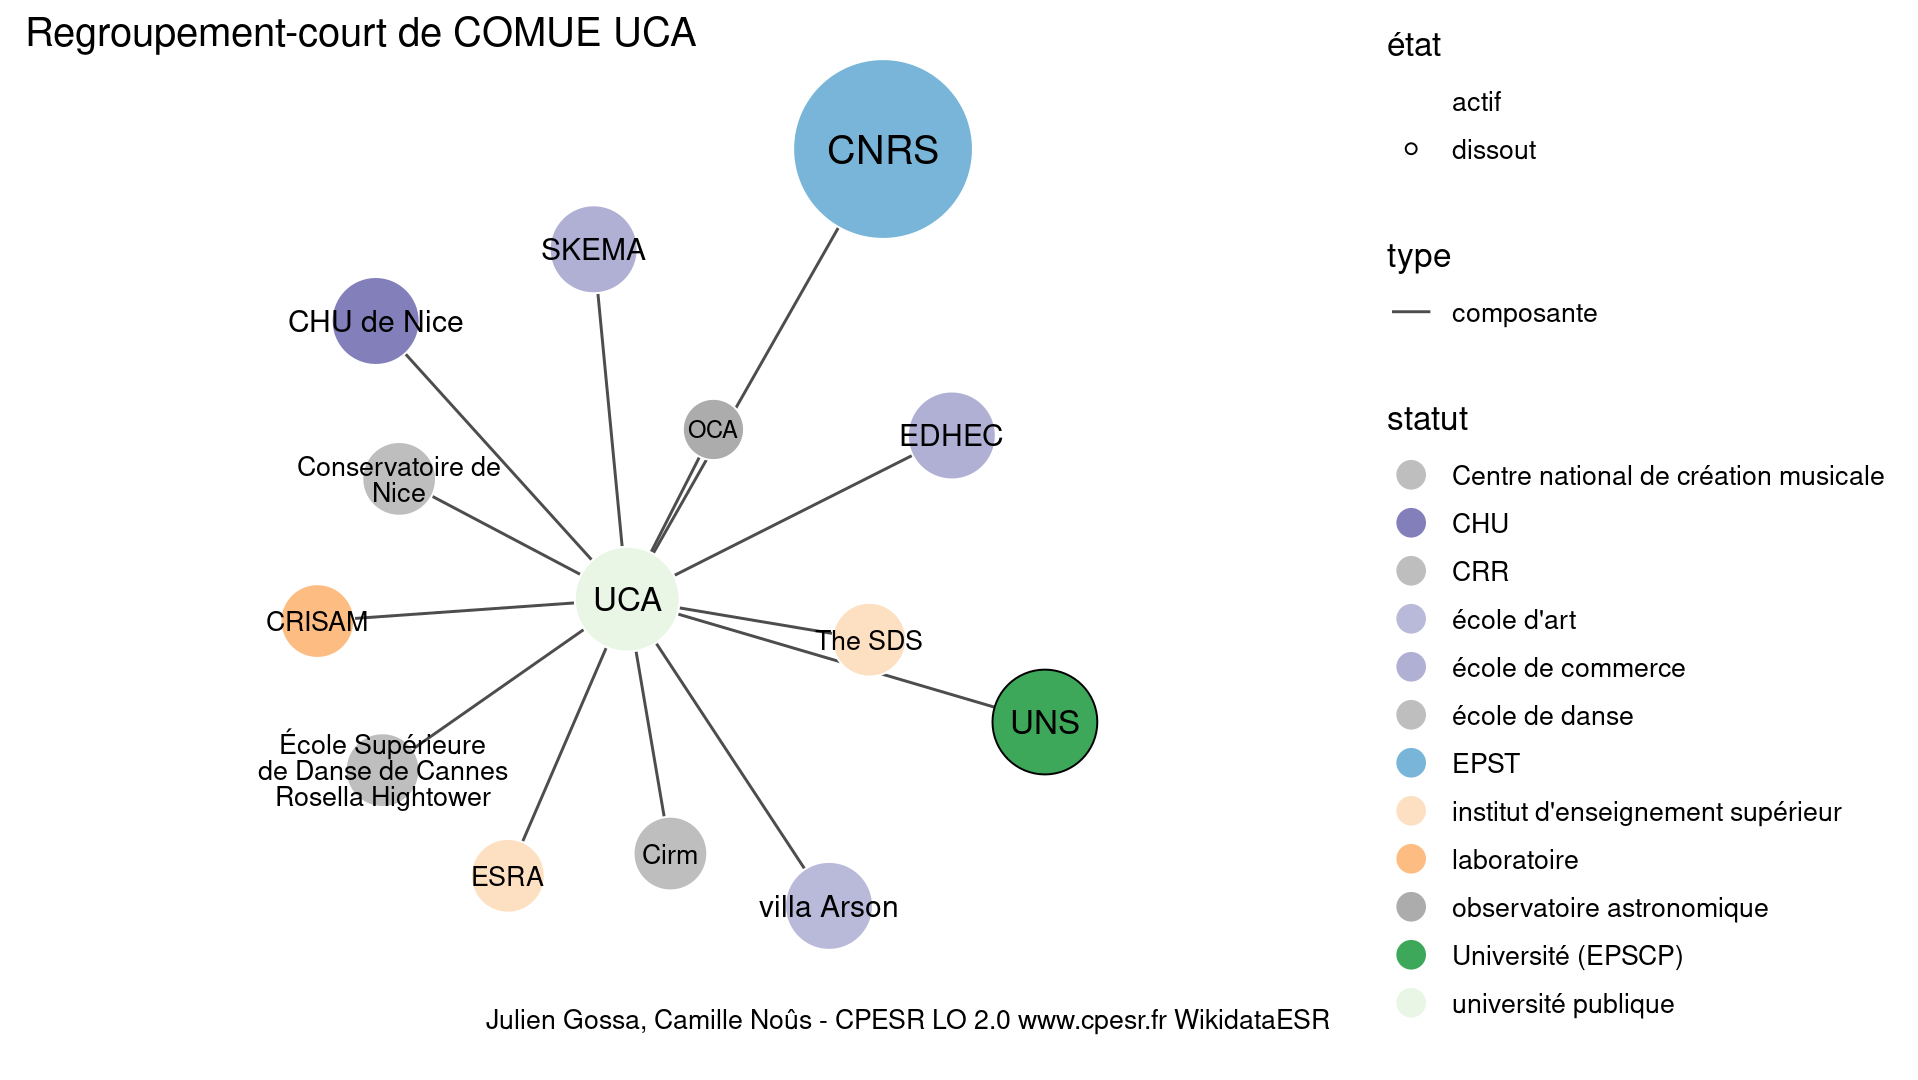 Regroupement-court de COMUE UCA
CNRS
SKEMA
CHU de Nice
OCA
EDHEC
Conservatoire de
Nice
UCA
CRISAM
The SDS
UNS
École Supérieure
de Danse de Cannes
Rosella Hightower
ESRA
Cirm
villa Arson
état
actif
dissout
type
composante
statut
Centre national de création musicale
CHU
CRR
école d'art
école de commerce
école de danse
EPST
institut d'enseignement supérieur
laboratoire
observatoire astronomique
Université (EPSCP)
université publique
Julien Gossa, Camille Noûs - CPESR LO 2.0 www.cpesr.fr WikidataESR